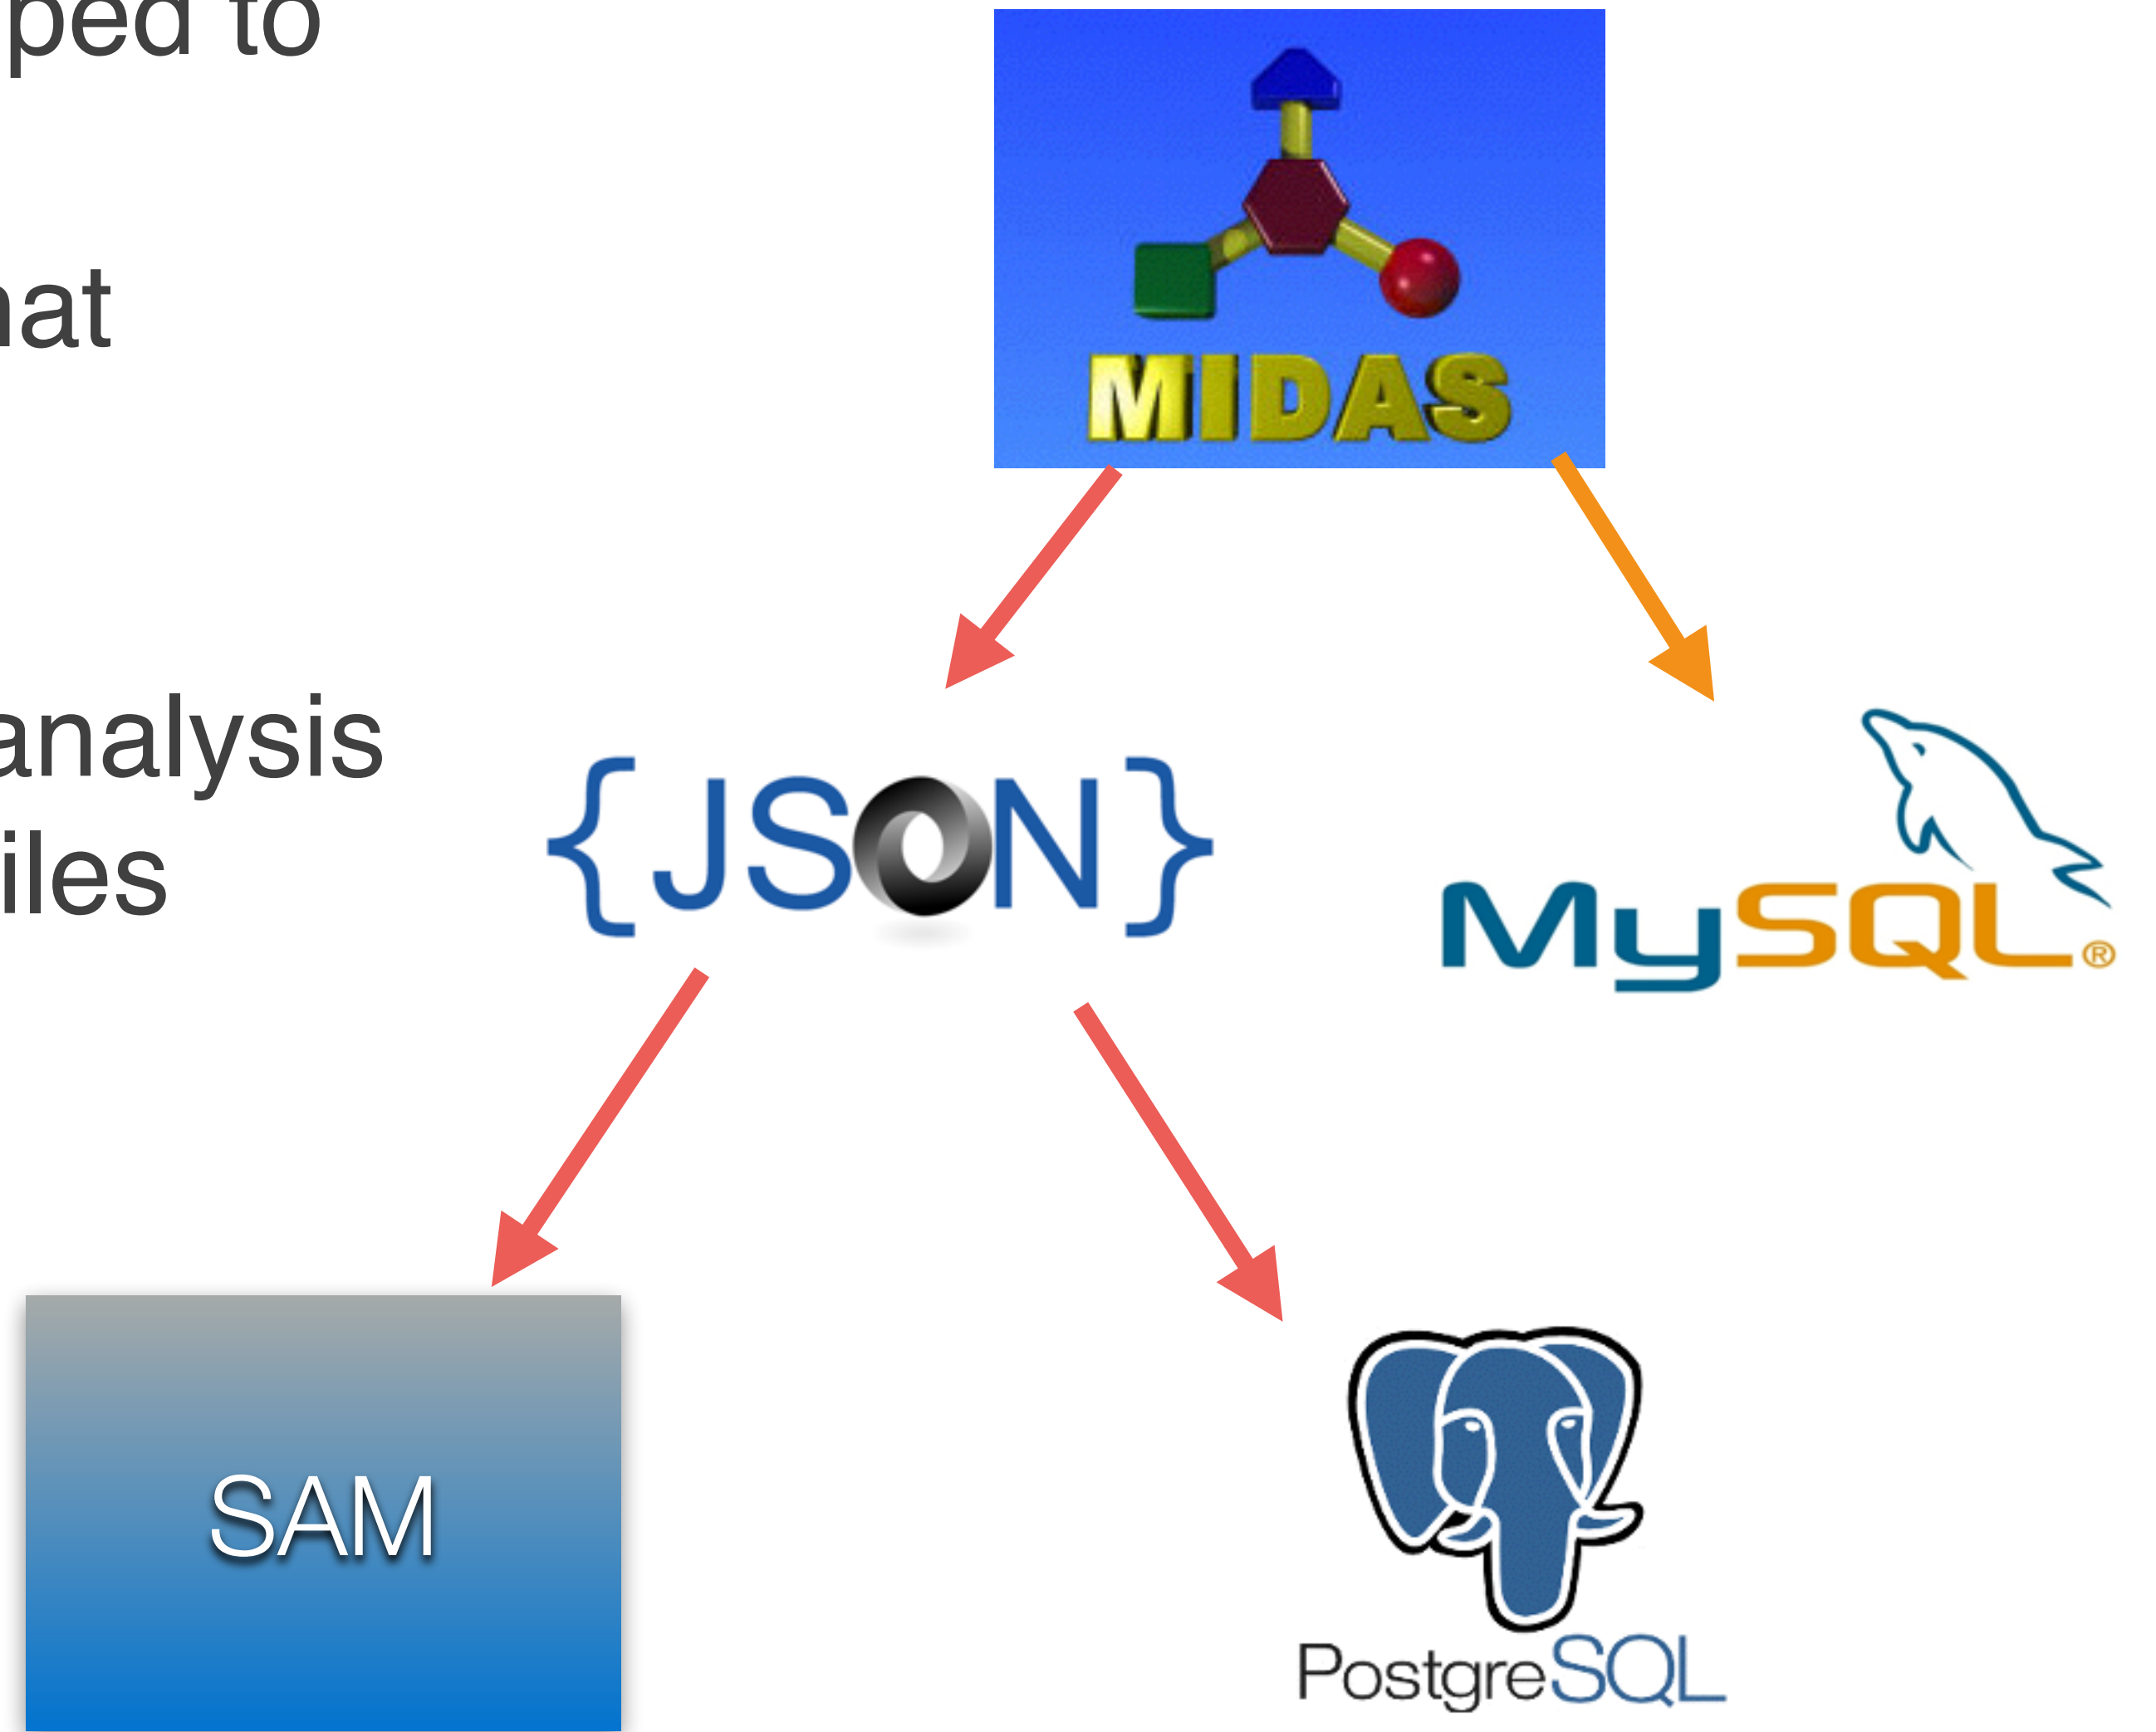 ped to
hat
MIDAS
analysis
iles
{JSON}
MySQL®
SAM
PostgreSQL